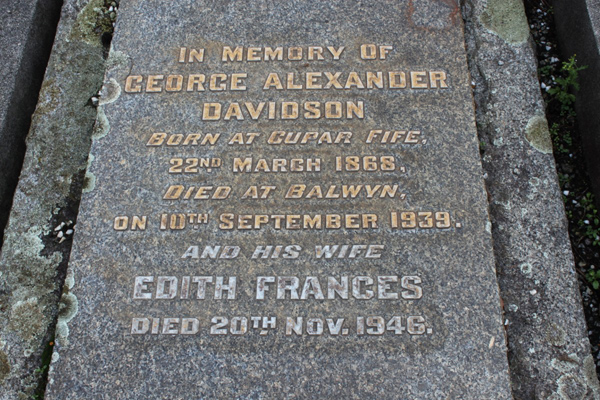 IN MEMORY OF
GEORGE ALEXANDER
DAVIDSON
BORN AT CUPAR FIFE,
22ND MARCH 1868,
DIED AT BALWYN,
ON 10TH SEPTEMBER 1939.
AND HIS WIFE
EDITH FRANCES
DIED 20TH NOV. 1946.